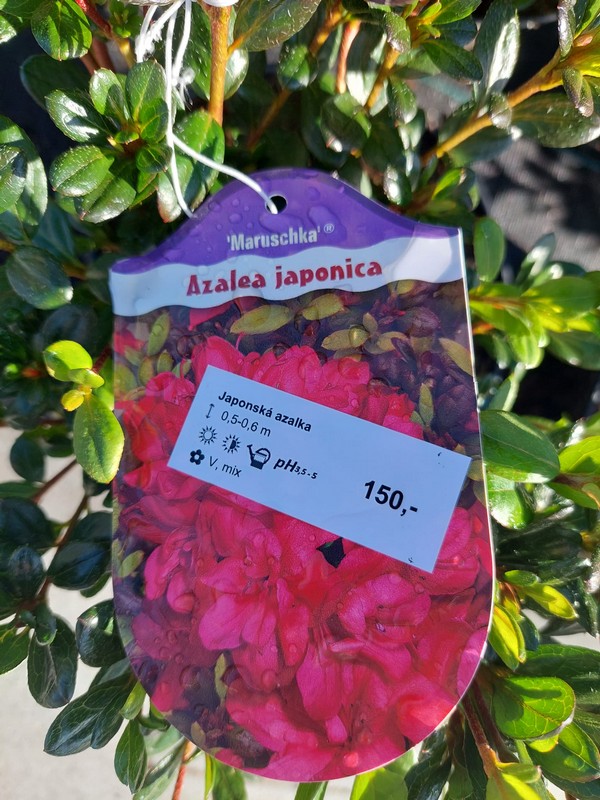 'Maruschka'®
Azalea japonica
Japonská azalka
0,5-0,6 m
pH3,5-5
V, mix
150,-